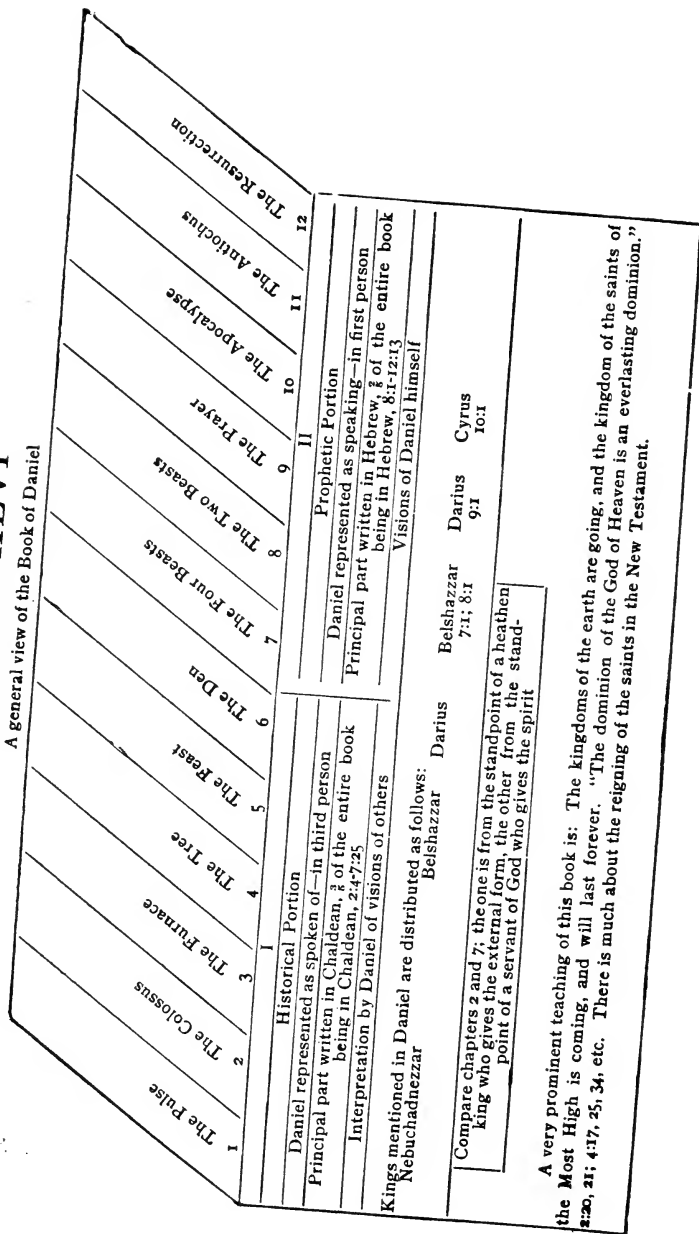 A general view of the Book of Daniel
The Pulse
The Colossus
The Furnace
The Tree
The Feast
The Den
The Four Beasts
The Two Beasts
The Prayer
The Apocalypse
The Antiochus
The Resurrection
1 2 3 4 5 6 7 8 9 10 11 12
I
Historical Portion
Daniel represented as spoken of—in third person
Principal part written in Chaldean, of the entire book
being in Chaldean, 2:4-7:25
Interpretation by Daniel of visions of others
II
Prophetic Portion
Daniel represented as speaking—in first person
Principal part written in Hebrew, of the entire book
being in Hebrew, 8:1-12:13
Visions of Daniel himself
Kings mentioned in Daniel are distributed as follows:
Nebuchadnezzar Belshazzar Darius Belshazzar Darius Cyrus
7:1; 8:1 9:1 10:1
Compare chapters 2 and 7; the one is from the standpoint of a heathen
king who gives the external form, the other from the stand-
point of a servant of God who gives the spirit
A very prominent teaching of this book is: The kingdoms of the earth are going, and the kingdom of the saints of
the Most High is coming, and will last forever. "The dominion of the God of Heaven is an everlasting dominion."
2:20, 21; 4:17, 25, 34, etc. There is much about the reigning of the saints in the New Testament.